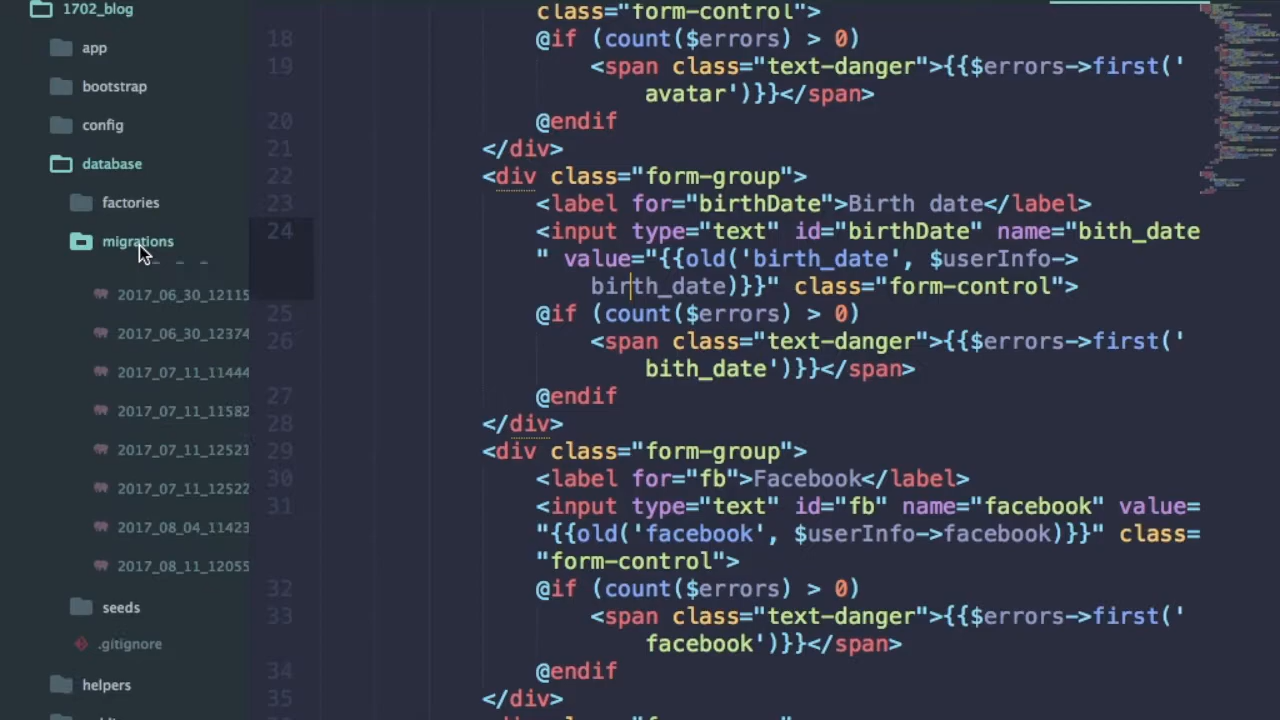 1702_blog
app
bootstrap
config
database
factories
migrations
2017_06_30_12115
2017_06_30_12374
2017_07_11_11444
2017_07_11_11582
2017_07_11_12521
2017_07_11_12522
2017_08_04_11423
2017_08_11_12055
seeds
.gitignore
helpers
class="form-control">
18 @if (count($errors) > 0)
19 <span class="text-danger">{{$errors->first('
avatar')}}</span>
20 @endif
21 </div>
22 <div class="form-group">
23 <label for="birthDate">Birth date</label>
24 <input type="text" id="birthDate" name="bith_date
" value="{{old('birth_date', $userInfo->
birth_date)}}" class="form-control">
25 @if (count($errors) > 0)
26 <span class="text-danger">{{$errors->first('
bith_date')}}</span>
27 @endif
28 </div>
29 <div class="form-group">
30 <label for="fb">Facebook</label>
31 <input type="text" id="fb" name="facebook" value=
"{{old('facebook', $userInfo->facebook)}}" class=
"form-control">
32 @if (count($errors) > 0)
33 <span class="text-danger">{{$errors->first('
facebook')}}</span>
34 @endif
35 </div>